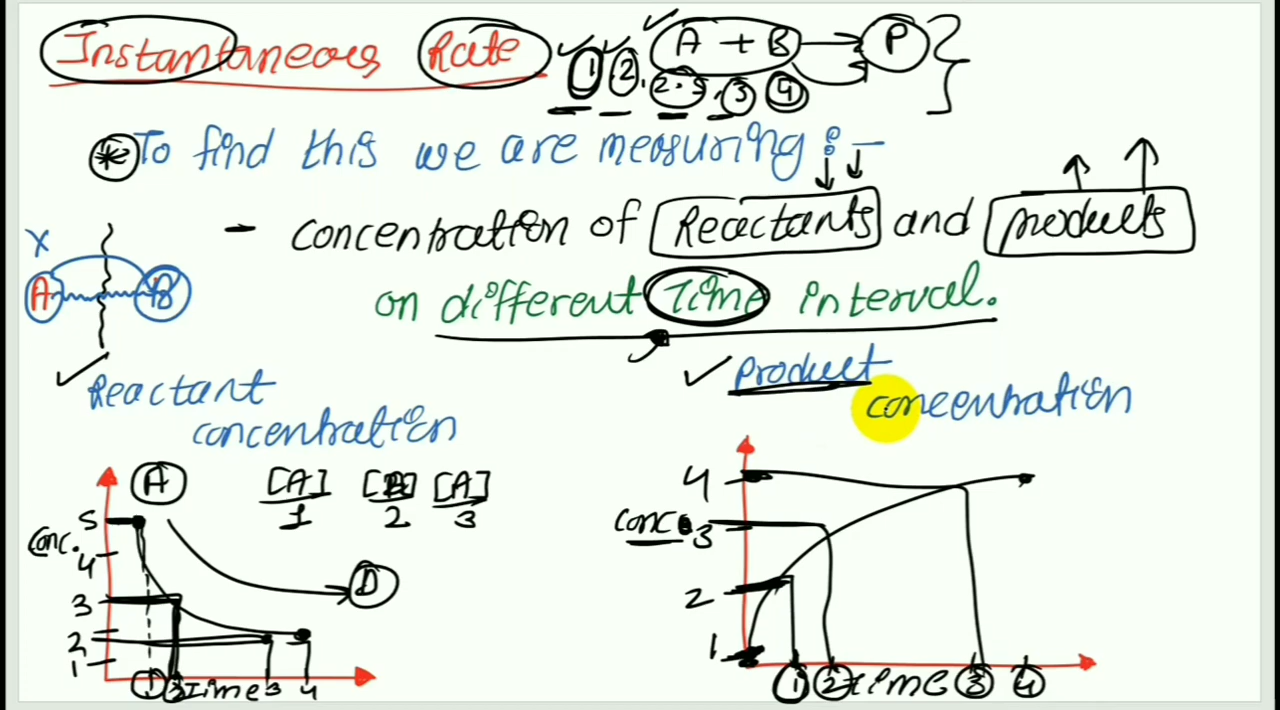 Instantaneous Rate
A + B → P
1 2. 2.5, 3 4
*To find this we are measuring :-
- concentration of Reactants and products
X
A B
on different Time interval.
✓ Reactant
concentration
✓ Product
concentration
A
[A] [A]
1 2 3
5
Conc.
4
3
2
1
D
1 2 Time 3 4
4
Conc.
3
2
1
1 2 time 3 4